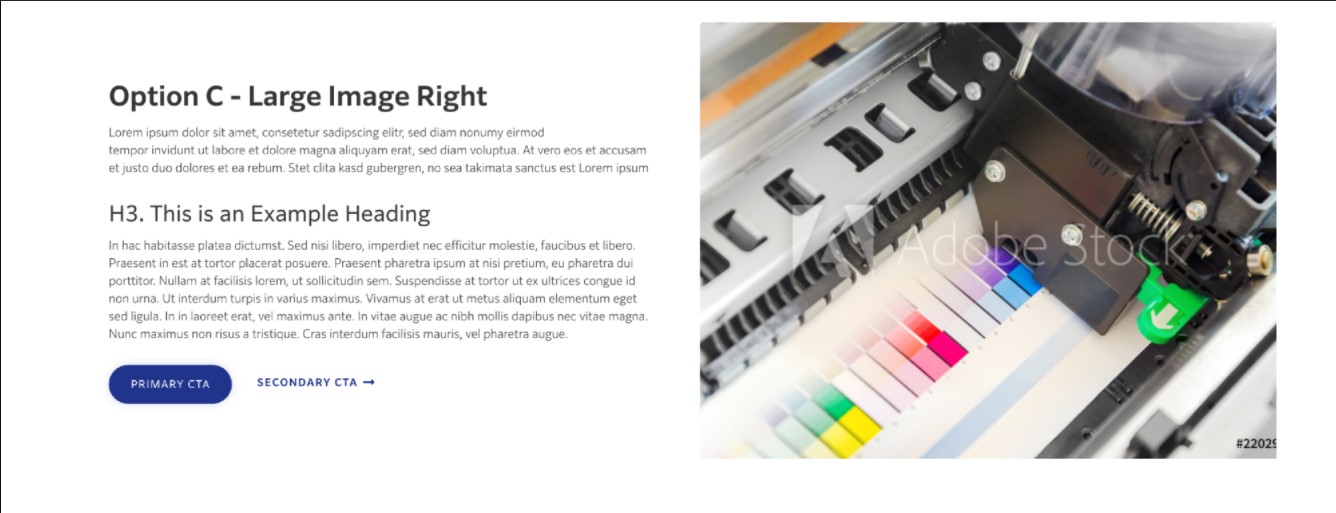 Option C - Large Image Right
Lorem ipsum dolor sit amet, consetetur sadipscing elitr, sed diam nonumy eirmod
tempor invidunt ut labore et dolore magna aliquyam erat, sed diam voluptua. At vero eos et accusam
et justo duo dolores et ea rebum. Stet clita kasd gubergren, no sea takimata sanctus est Lorem ipsum
H3. This is an Example Heading
In hac habitasse platea dictumst. Sed nisi libero, imperdiet nec efficitur molestie, faucibus et libero.
Praesent in est at tortor placerat posuere. Praesent pharetra ipsum at nisi pretium, eu pharetra dui
porttitor. Nullam at facilisis lorem, ut sollicitudin sem. Suspendisse at tortor ut ex ultrices congue id
non urna. Ut interdum turpis in varius maximus. Vivamus at erat ut metus aliquam elementum eget
sed ligula. In in laoreet erat, vel maximus ante. In vitae augue ac nibh mollis dapibus nec vitae magna.
Nunc maximus non risus a tristique. Cras interdum facilisis mauris, vel pharetra augue.
PRIMARY CTA
SECONDARY CTA →
Adobe Stock
#22029